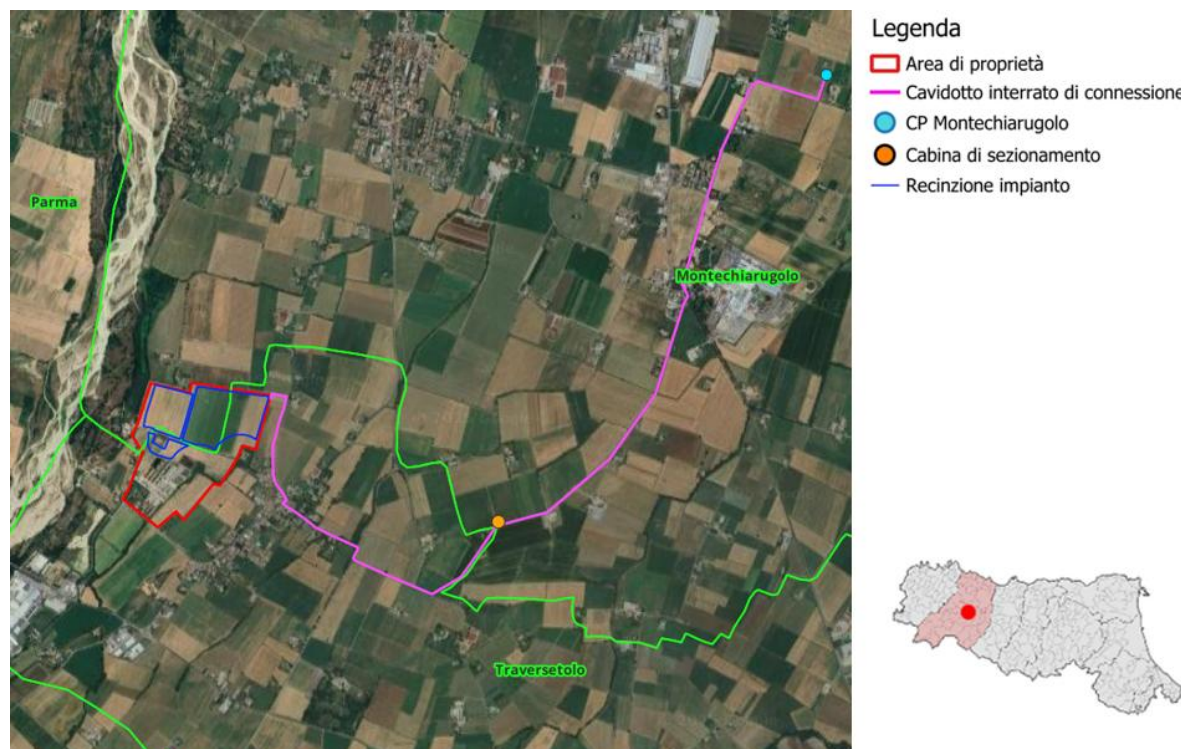 Legenda
Area di proprietà
Cavidotto interrato di connessione
CP Montechiarugolo
Cabina di sezionamento
Recinzione impianto
Parma
Montechiarugolo
Traversetolo